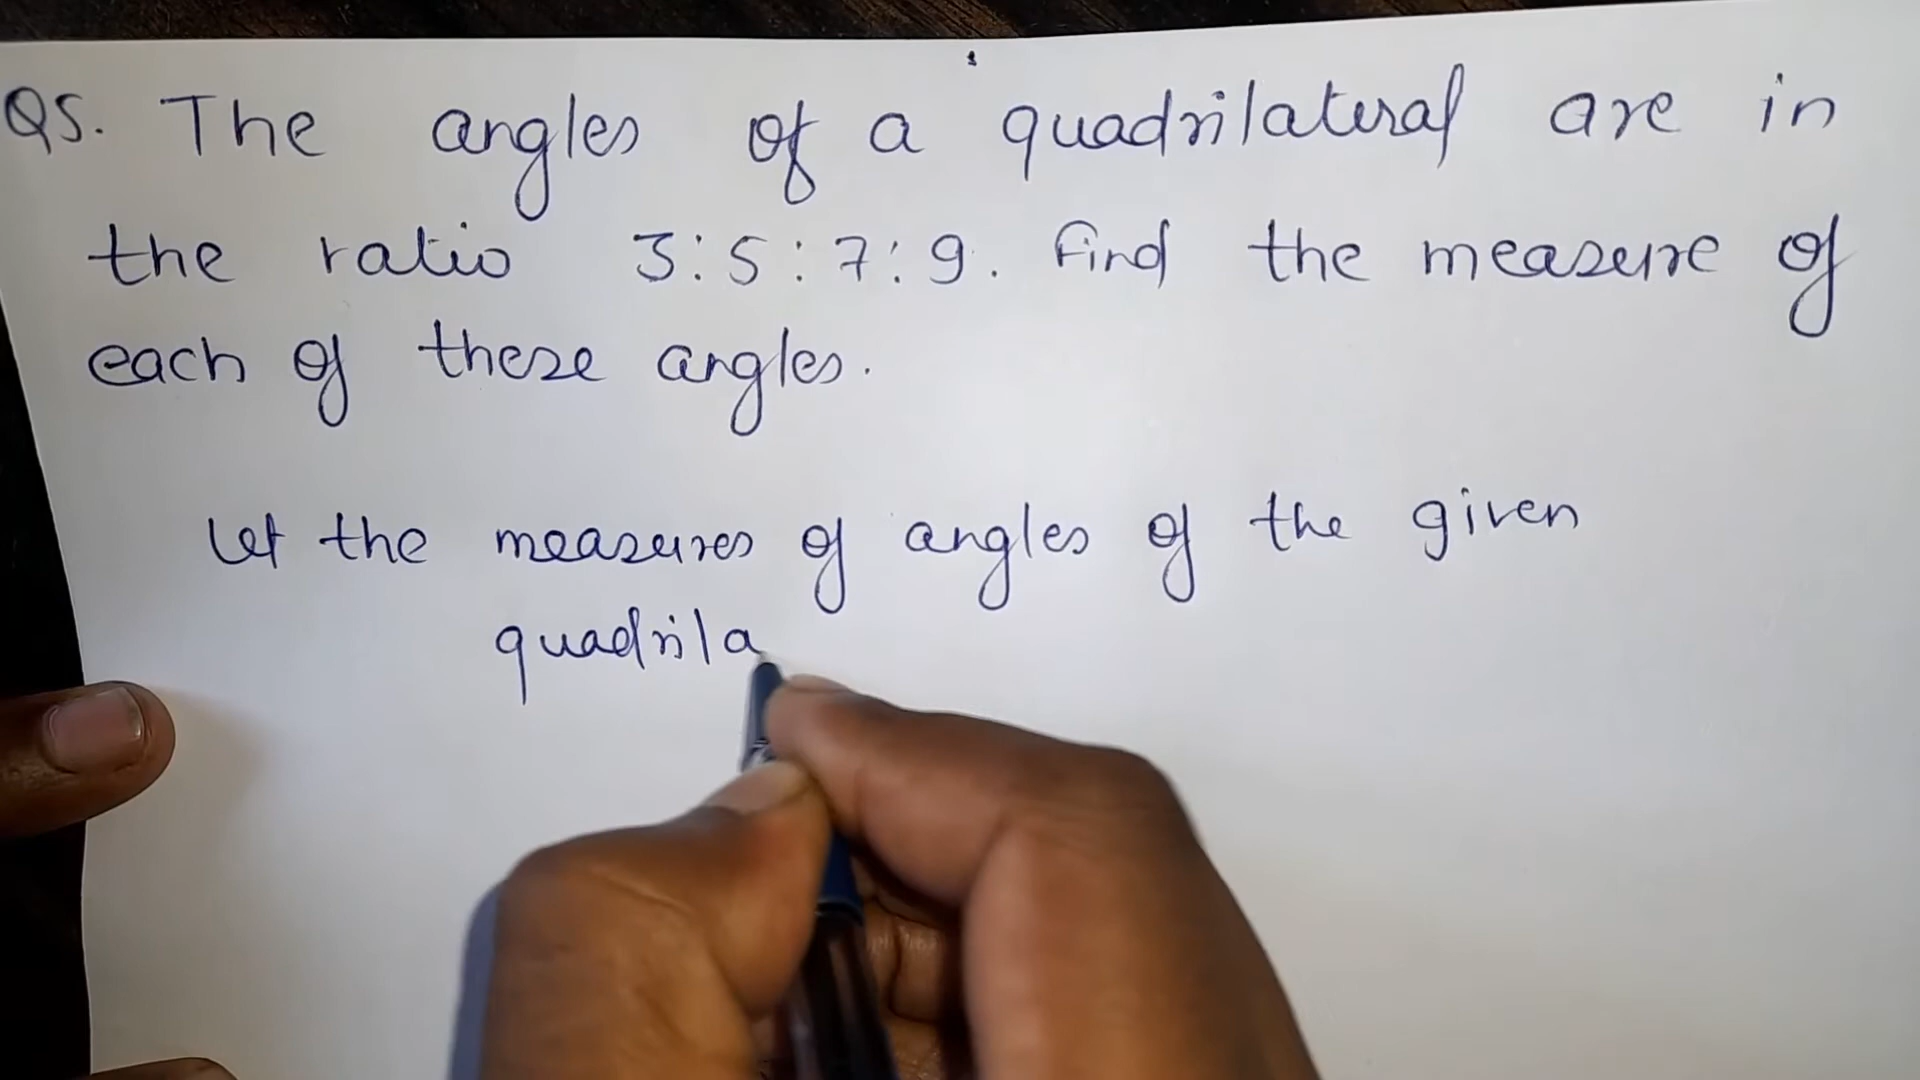 Q5. The angles of a quadrilateral are in
the ratio 3:5:7:9. Find the measure of
each of these angles.
Let the measures of angles of the given
quadrila